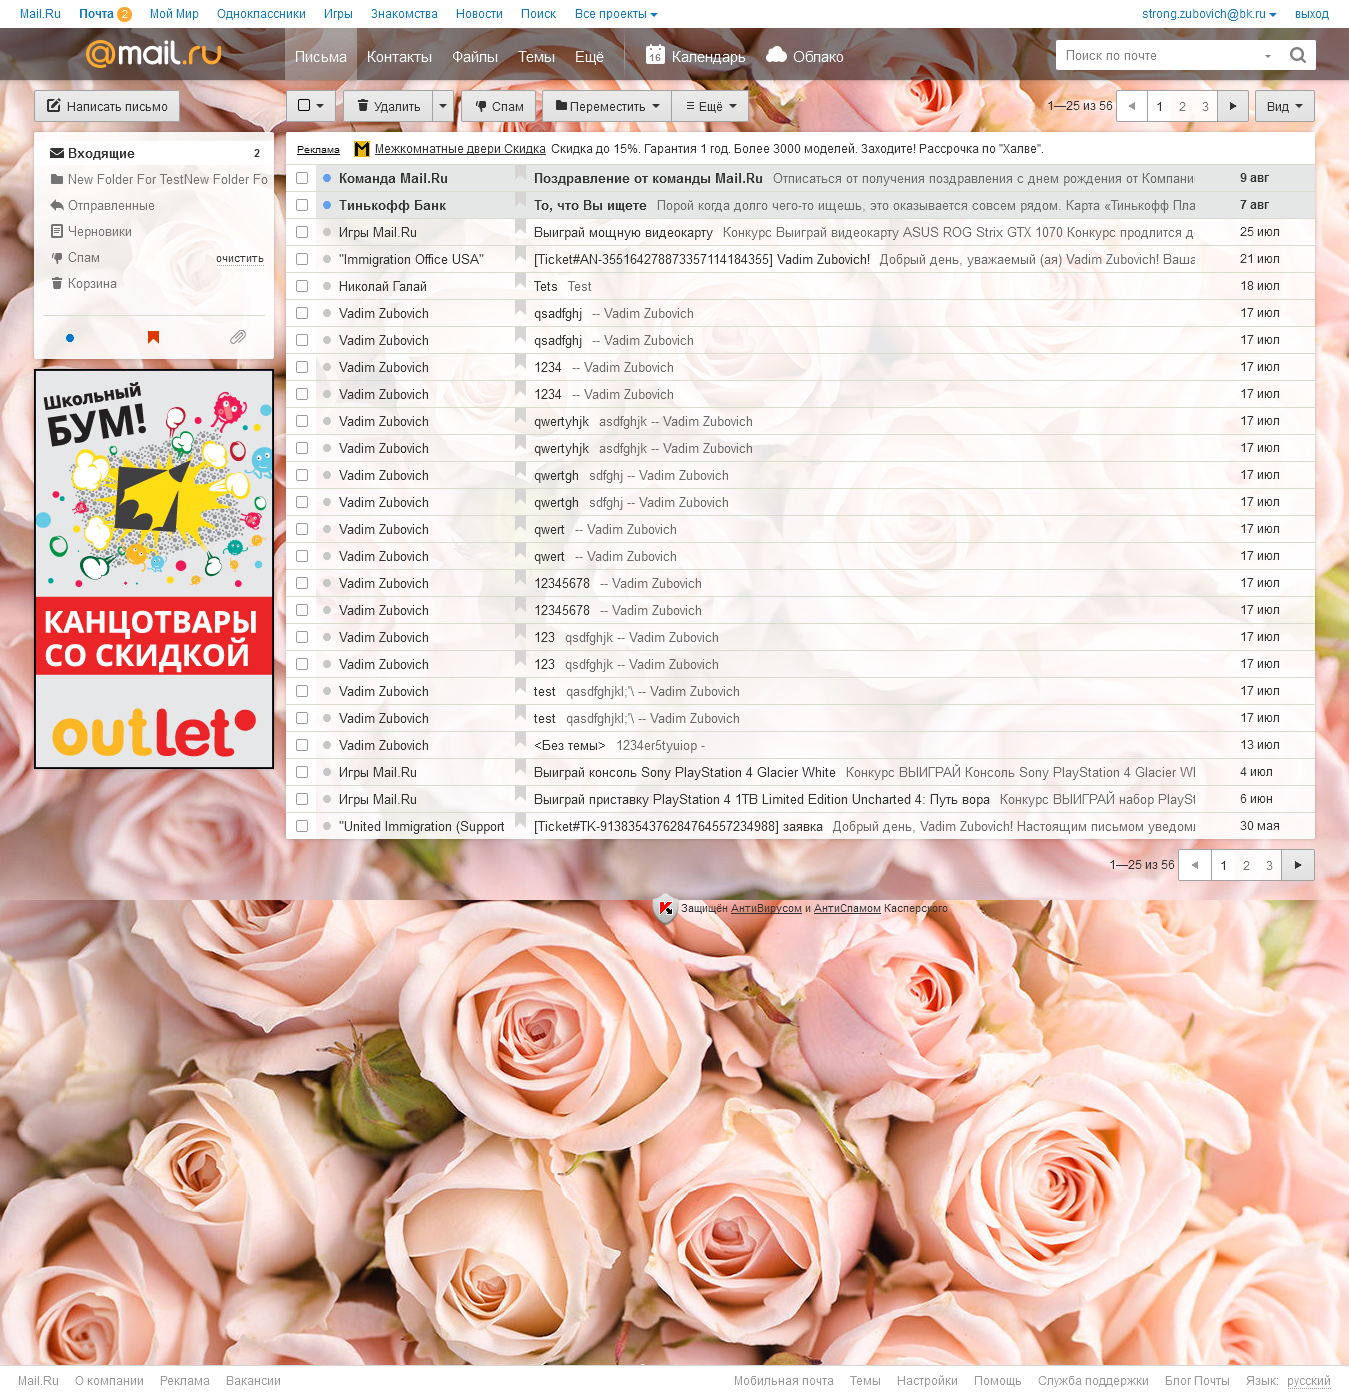 Mail.Ru Почта 2 Мой Мир Одноклассники Игры Знакомства Новости Поиск Все проекты strong.zubovich@bk.ru выход
@mail.ru Письма Контакты Файлы Темы Ещё 16 Календарь Облако Поиск по почте
Написать письмо Удалить Спам Переместить Ещё 1—25 из 56 1 2 3 Вид
Входящие 2
New Folder For TestNew Folder Fo
Отправленные
Черновики
Спам очистить
Корзина
Школьный
БУМ!
КАНЦОТВАРЫ
СО СКИДКОЙ
outlet
Реклама Межкомнатные двери Скидка Скидка до 15%. Гарантия 1 год. Более 3000 моделей. Заходите! Рассрочка по "Халве".
Команда Mail.Ru Поздравление от команды Mail.Ru Отписаться от получения поздравления с днем рождения от Компани 9 авг
Тинькофф Банк То, что Вы ищете Порой когда долго чего-то ищешь, это оказывается совсем рядом. Карта «Тинькофф Пла 7 авг
Игры Mail.Ru Выиграй мощную видеокарту Конкурс Выиграй видеокарту ASUS ROG Strix GTX 1070 Конкурс продлится д 25 июл
"Immigration Office USA" [Ticket#AN-355164278873357114184355] Vadim Zubovich! Добрый день, уважаемый (ая) Vadim Zubovich! Ваша 21 июл
Николай Галай Tets Test 18 июл
Vadim Zubovich qsadfghj -- Vadim Zubovich 17 июл
Vadim Zubovich qsadfghj -- Vadim Zubovich 17 июл
Vadim Zubovich 1234 -- Vadim Zubovich 17 июл
Vadim Zubovich 1234 -- Vadim Zubovich 17 июл
Vadim Zubovich qwertyhjk asdfghjk -- Vadim Zubovich 17 июл
Vadim Zubovich qwertyhjk asdfghjk -- Vadim Zubovich 17 июл
Vadim Zubovich qwertgh sdfghj -- Vadim Zubovich 17 июл
Vadim Zubovich qwertgh sdfghj -- Vadim Zubovich 17 июл
Vadim Zubovich qwert -- Vadim Zubovich 17 июл
Vadim Zubovich qwert -- Vadim Zubovich 17 июл
Vadim Zubovich 12345678 -- Vadim Zubovich 17 июл
Vadim Zubovich 12345678 -- Vadim Zubovich 17 июл
Vadim Zubovich 123 qsdfghjk -- Vadim Zubovich 17 июл
Vadim Zubovich 123 qsdfghjk -- Vadim Zubovich 17 июл
Vadim Zubovich test qasdfghjkl;'\ -- Vadim Zubovich 17 июл
Vadim Zubovich test qasdfghjkl;'\ -- Vadim Zubovich 17 июл
Vadim Zubovich <Без темы> 1234er5tyuiop - 13 июл
Игры Mail.Ru Выиграй консоль Sony PlayStation 4 Glacier White Конкурс ВЫИГРАЙ Консоль Sony PlayStation 4 Glacier Wl 4 июл
Игры Mail.Ru Выиграй приставку PlayStation 4 1TB Limited Edition Uncharted 4: Путь вора Конкурс ВЫИГРАЙ набор PlaySt 6 июн
"United Immigration (Support [Ticket#TK-9138354376284764557234988] заявка Добрый день, Vadim Zubovich! Настоящим письмом уведомл 30 мая
1—25 из 56 1 2 3
Защищён АнтиВирусом и АнтиСпамом Касперского
Mail.Ru О компании Реклама Вакансии Мобильная почта Темы Настройки Помощь Служба поддержки Блог Почты Язык: русский